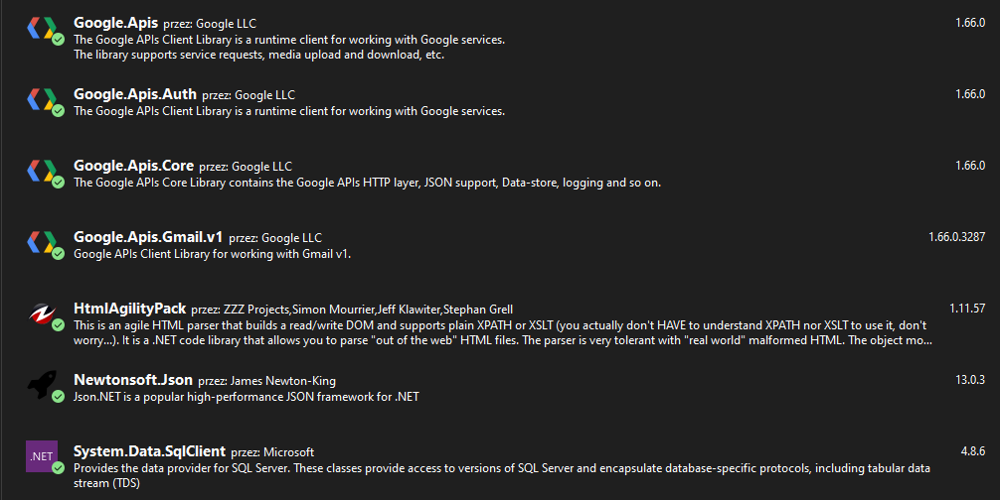 Google.Apis przez: Google LLC 1.66.0
The Google APIs Client Library is a runtime client for working with Google services.
The library supports service requests, media upload and download, etc.
Google.Apis.Auth przez: Google LLC 1.66.0
The Google APIs Client Library is a runtime client for working with Google services.
Google.Apis.Core przez: Google LLC 1.66.0
The Google APIs Core Library contains the Google APIs HTTP layer, JSON support, Data-store, logging and so on.
Google.Apis.Gmail.v1 przez: Google LLC 1.66.0.3287
Google APIs Client Library for working with Gmail v1.
HtmlAgilityPack przez: ZZZ Projects,Simon Mourrier,Jeff Klawiter,Stephan Grell 1.11.57
This is an agile HTML parser that builds a read/write DOM and supports plain XPATH or XSLT (you actually don't HAVE to understand XPATH nor XSLT to use it, don't
worry...). It is a .NET code library that allows you to parse "out of the web" HTML files. The parser is very tolerant with "real world" malformed HTML. The object mo...
Newtonsoft.Json przez: James Newton-King 13.0.3
Json.NET is a popular high-performance JSON framework for .NET
.NET System.Data.SqlClient przez: Microsoft 4.8.6
Provides the data provider for SQL Server. These classes provide access to versions of SQL Server and encapsulate database-specific protocols, including tabular data
stream (TDS)